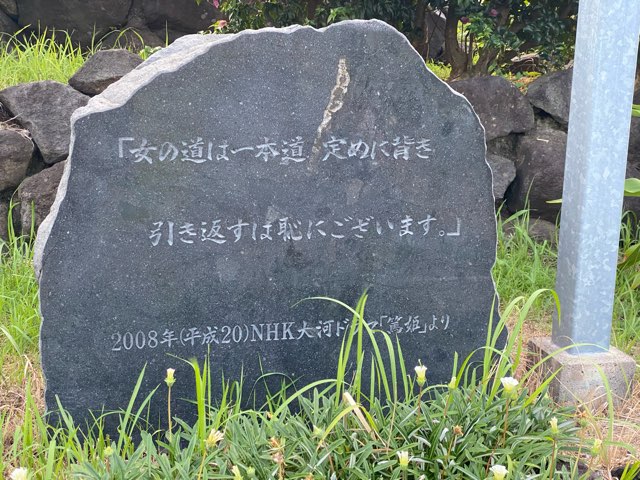 「女の道は一本道 定めに背き
引き返すは恥にございます。」
2008年(平成20)NHK大河ドラマ「篤姫」より